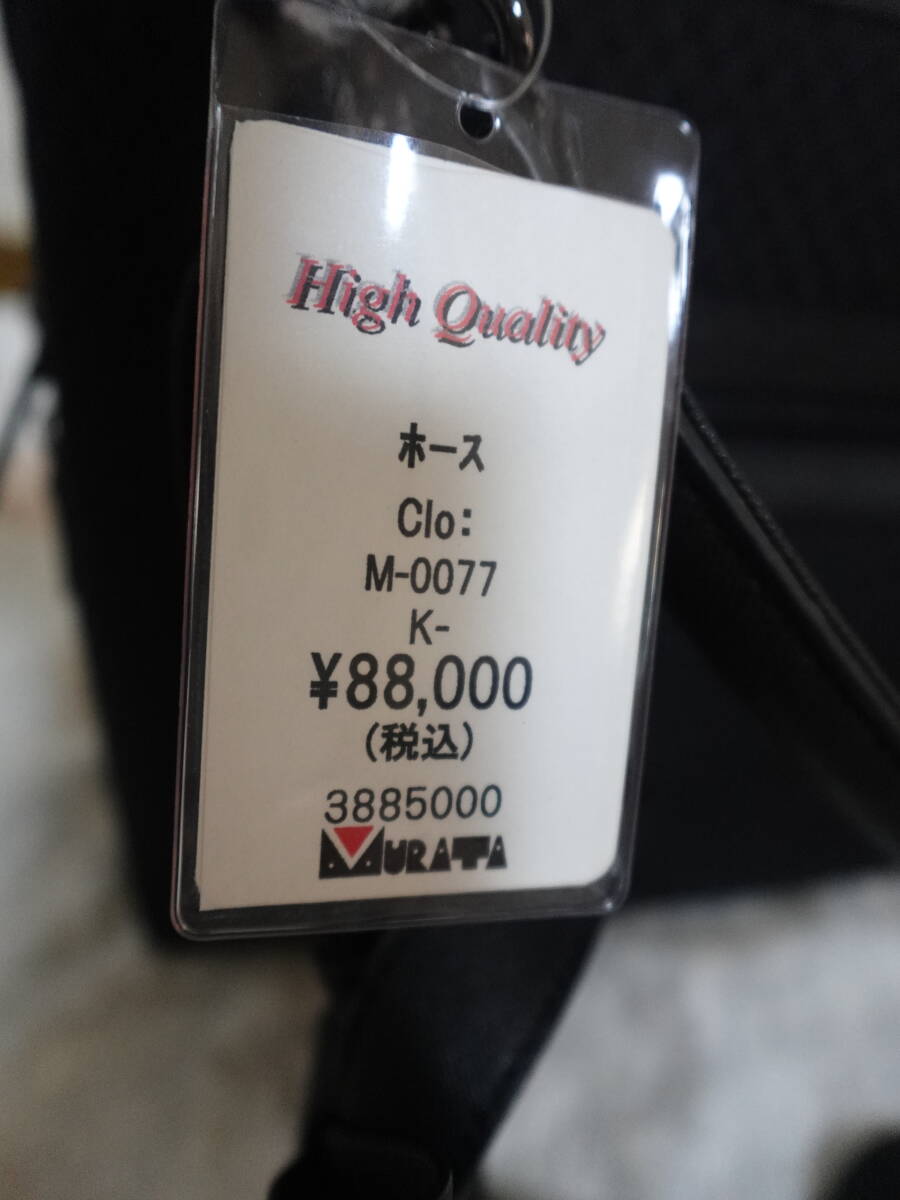 High Quality
ホース
Clo:
M-0077
K-
¥88,000
(税込)
3885000
MURATA